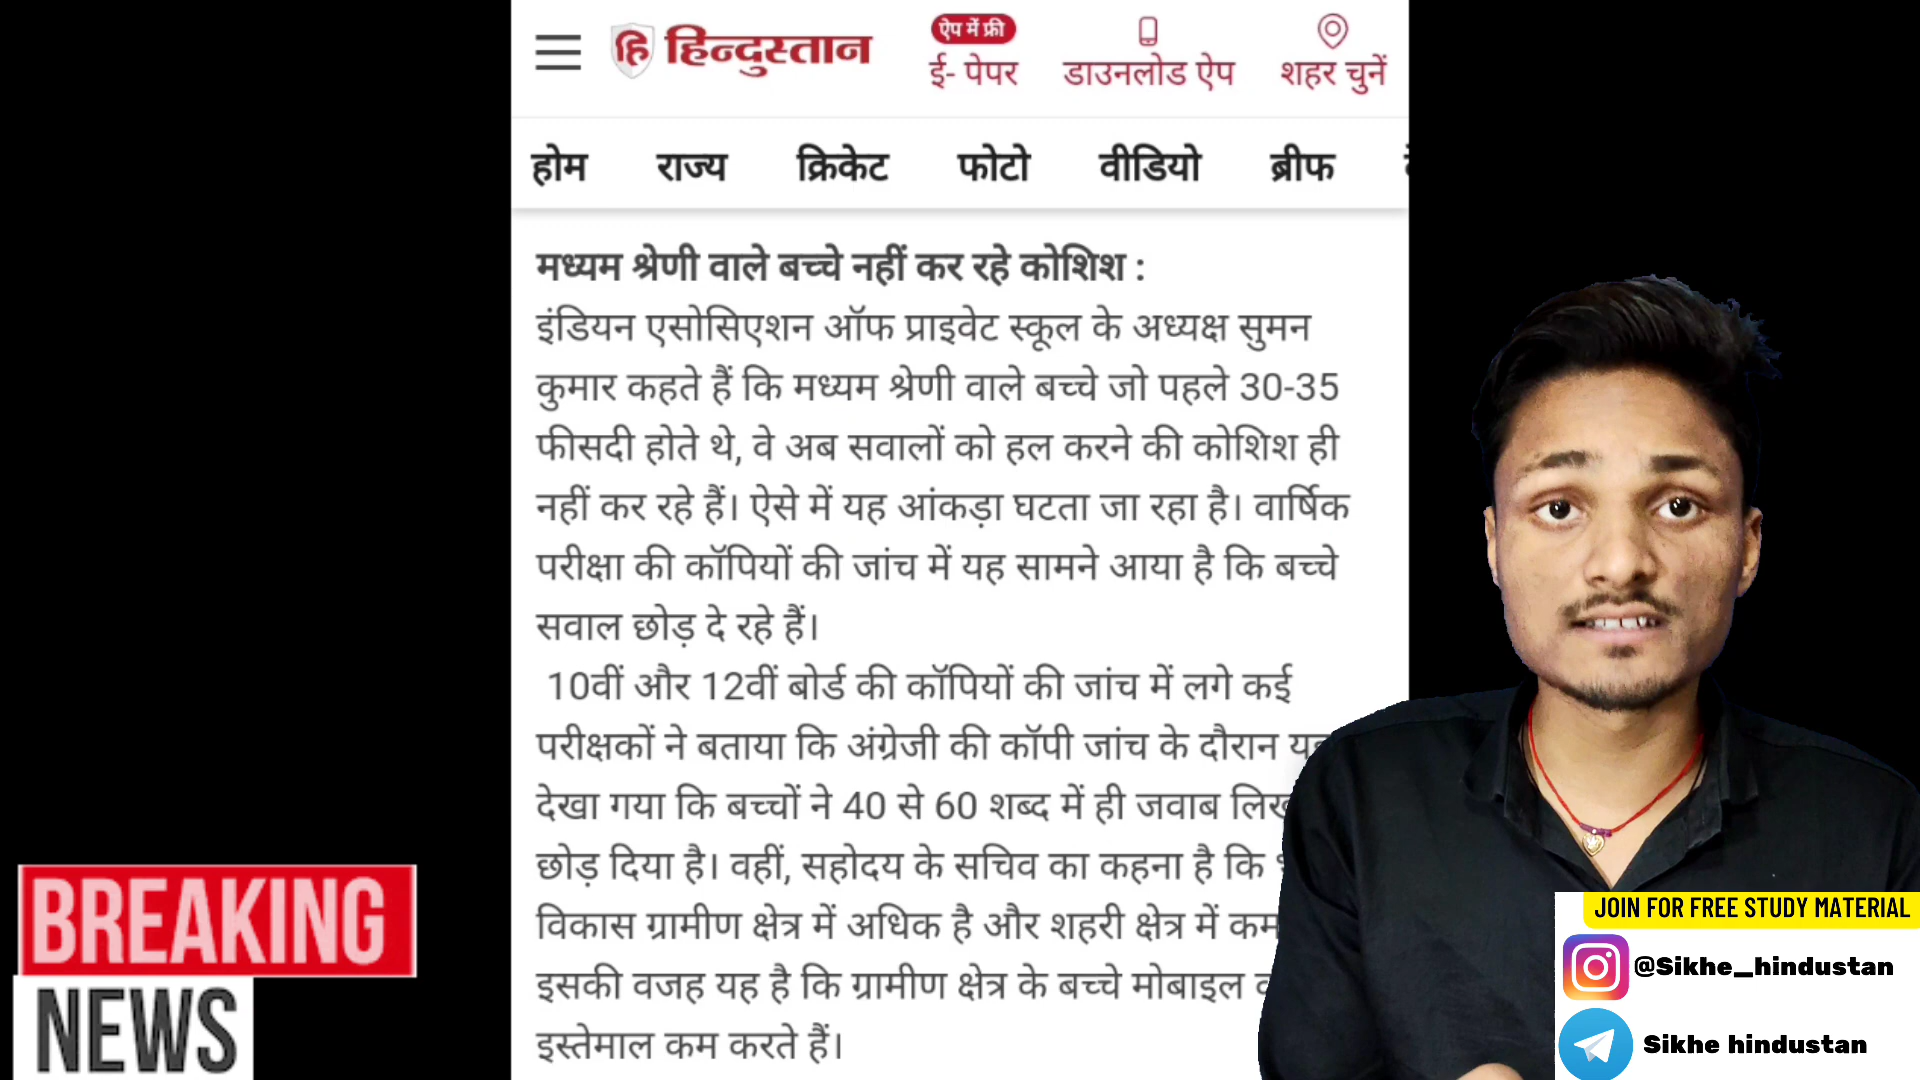 हि हिन्दुस्तान
ऐप में फ्री
ई- पेपर
डाउनलोड ऐप
शहर चुनें
होम राज्य क्रिकेट फोटो वीडियो ब्रीफ
मध्यम श्रेणी वाले बच्चे नहीं कर रहे कोशिश :
इंडियन एसोसिएशन ऑफ प्राइवेट स्कूल के अध्यक्ष सुमन
कुमार कहते हैं कि मध्यम श्रेणी वाले बच्चे जो पहले 30-35
फीसदी होते थे, वे अब सवालों को हल करने की कोशिश ही
नहीं कर रहे हैं। ऐसे में यह आंकड़ा घटता जा रहा है। वार्षिक
परीक्षा की कॉपियों की जांच में यह सामने आया है कि बच्चे
सवाल छोड़ दे रहे हैं।
10वीं और 12वीं बोर्ड की कॉपियों की जांच में लगे कई
परीक्षकों ने बताया कि अंग्रेजी की कॉपी जांच के दौरान
देखा गया कि बच्चों ने 40 से 60 शब्द में ही जवाब
छोड़ दिया है। वहीं, सहोदय के सचिव का कहना है कि
विकास ग्रामीण क्षेत्र में अधिक है और शहरी क्षेत्र में कम
इसकी वजह यह है कि ग्रामीण क्षेत्र के बच्चे मोबाइल
इस्तेमाल कम करते हैं।
BREAKING
NEWS
JOIN FOR FREE STUDY MATERIAL
@Sikhe_hindustan
Sikhe hindustan